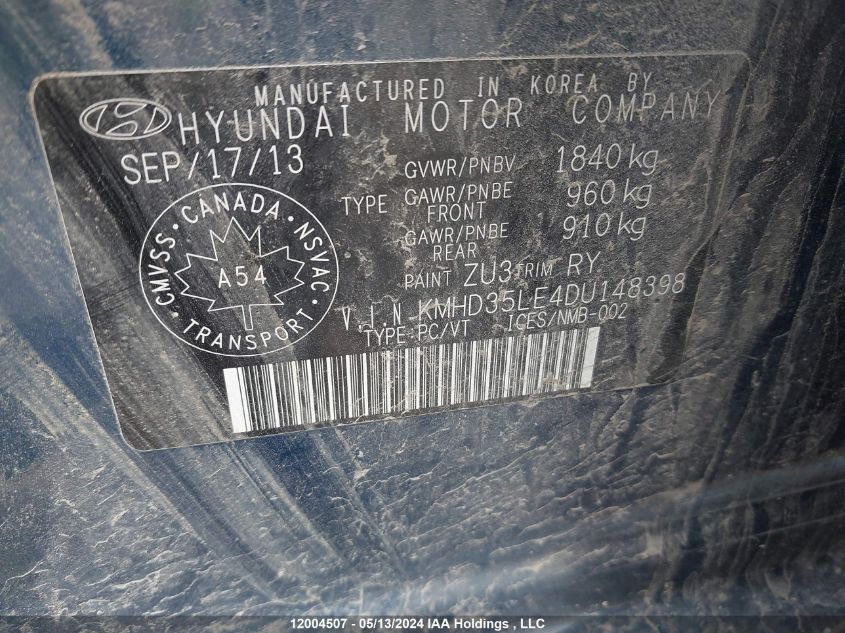 MANUFACTURED IN KOREA BY
HYUNDAI MOTOR COMPANY
SEP/17/13
GVWR/PNBV 1840 kg
TYPE GAWR/PNBE FRONT 960 kg
GAWR/PNBE REAR 910 kg
PAINT ZU3 TRIM RY
V.I.N KMHD35LE4DU148398
TYPE-PC/VT ICES/NMB-002
CMVSS · CANADA · NSVAC
A54
· TRANSPORT ·
12004507 - 05/13/2024 IAA Holdings , LLC